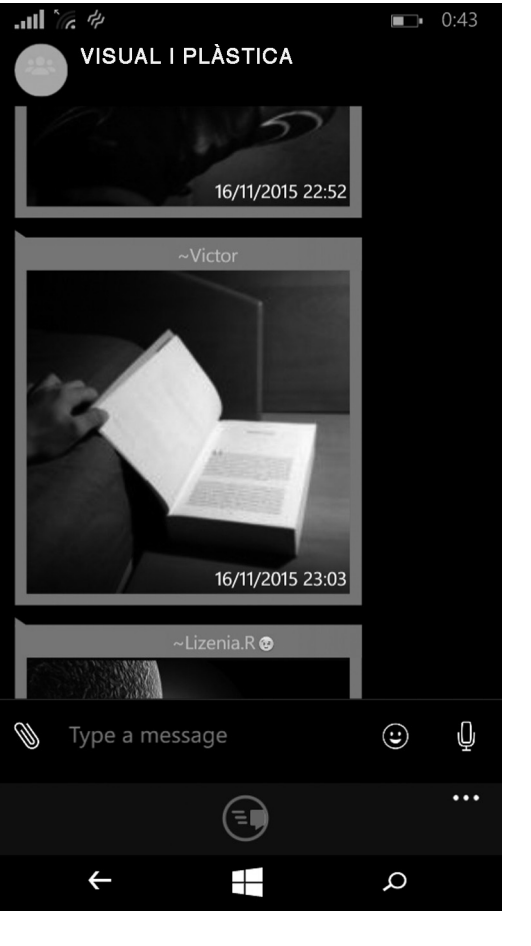 0:43
VISUAL I PLÀSTICA
16/11/2015 22:52
~Victor
16/11/2015 23:03
~Lizenia.R
Type a message